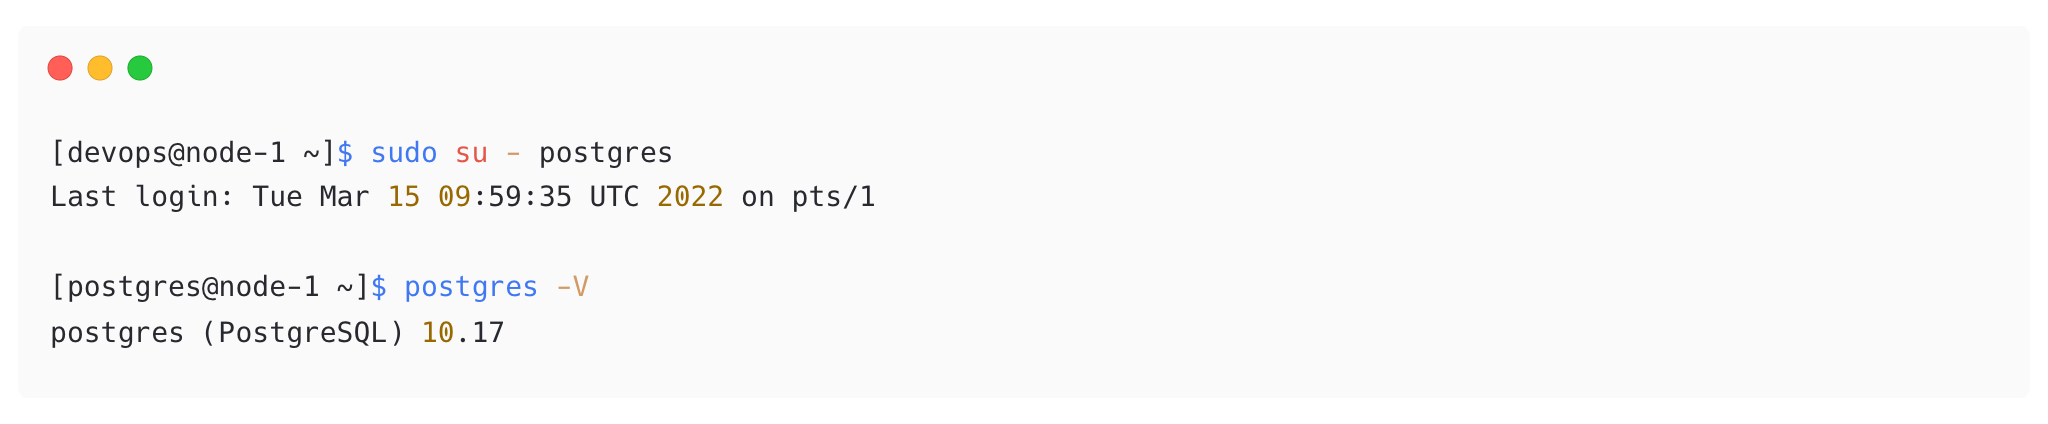 [devops@node-1 ~]$ sudo su - postgres
Last login: Tue Mar 15 09:59:35 UTC 2022 on pts/1
[postgres@node-1 ~]$ postgres -V
postgres (PostgreSQL) 10.17